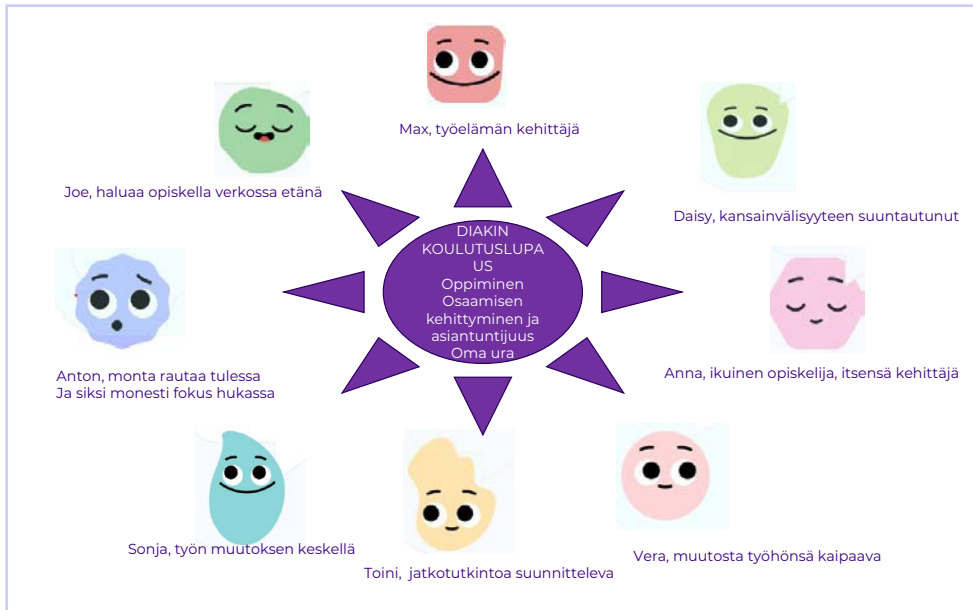 Max, työelämän kehittäjä
Joe, haluaa opiskella verkossa etänä
Daisy, kansainvälisyyteen suuntautunut
DIAKIN
KOULUTUSLUPA
US
Oppiminen
Osaamisen
kehittyminen ja
asiantuntijuus
Oma ura
Anton, monta rautaa tulessa
Ja siksi monesti fokus hukassa
Anna, ikuinen opiskelija, itsensä kehittäjä
Sonja, työn muutoksen keskellä
Toini, jatkotutkintoa suunnitteleva
Vera, muutosta työhönsä kaipaava